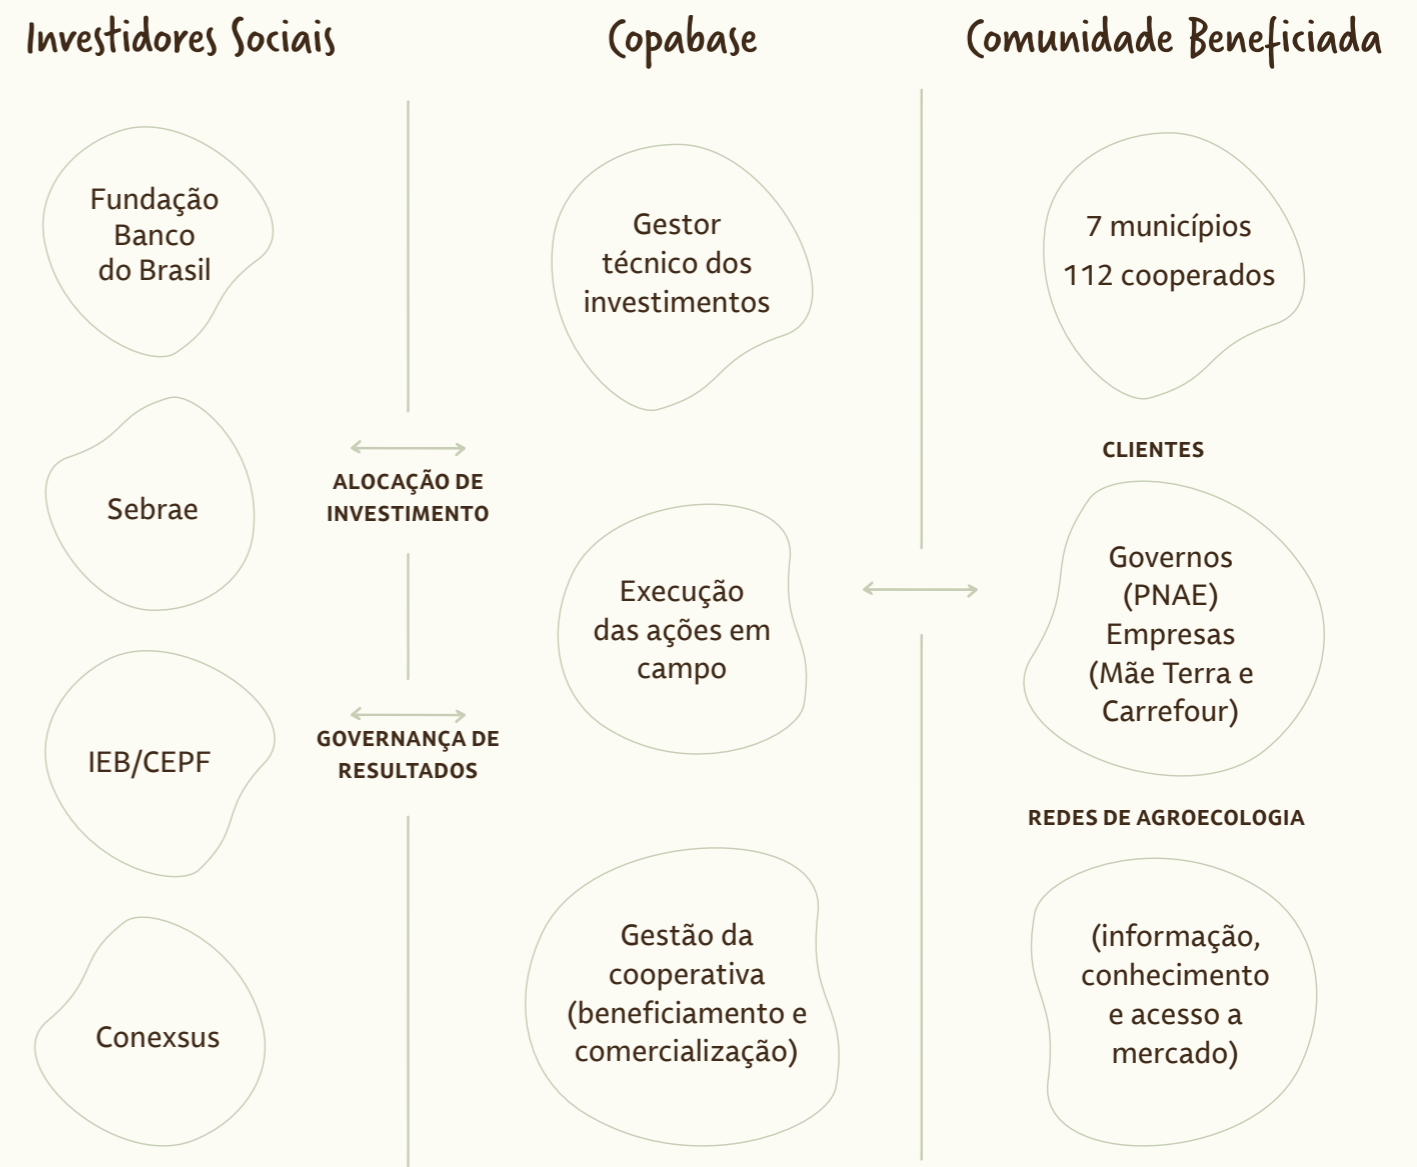 Investidores Sociais
Fundação
Banco
do Brasil
Sebrae
IEB/CEPF
Conexsus
ALOCAÇÃO DE
INVESTIMENTO
GOVERNANÇA DE
RESULTADOS
Copabase
Gestor
técnico dos
investimentos
Execução
das ações em
campo
Gestão da
cooperativa
(beneficiamento e
comercialização)
Comunidade Beneficiada
7 municípios
112 cooperados
CLIENTES
Governos
(PNAE)
Empresas
(Mãe Terra e
Carrefour)
REDES DE AGROECOLOGIA
(informação,
conhecimento
e acesso a
mercado)